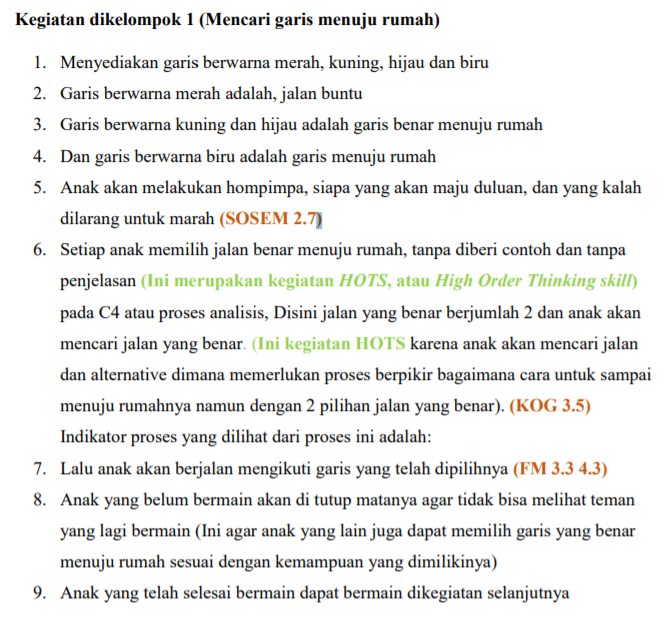 Kegiatan dikelompok 1 (Mencari garis menuju rumah)
1. Menyediakan garis berwarna merah, kuning, hijau dan biru
2. Garis berwarna merah adalah, jalan buntu
3. Garis berwarna kuning dan hijau adalah garis benar menuju rumah
4. Dan garis berwarna biru adalah garis menuju rumah
5. Anak akan melakukan hompimpa, siapa yang akan maju duluan, dan yang kalah
dilarang untuk marah (SOSEM 2.7)
6. Setiap anak memilih jalan benar menuju rumah, tanpa diberi contoh dan tanpa
penjelasan (Ini merupakan kegiatan HOTS, atau High Order Thinking skill)
pada C4 atau proses analisis, Disini jalan yang benar berjumlah 2 dan anak akan
mencari jalan yang benar. (Ini kegiatan HOTS karena anak akan mencari jalan
dan alternative dimana memerlukan proses berpikir bagaimana cara untuk sampai
menuju rumahnya namun dengan 2 pilihan jalan yang benar). (KOG 3.5)
Indikator proses yang dilihat dari proses ini adalah:
7. Lalu anak akan berjalan mengikuti garis yang telah dipilihnya (FM 3.3 4.3)
8. Anak yang belum bermain akan di tutup matanya agar tidak bisa melihat teman
yang lagi bermain (Ini agar anak yang lain juga dapat memilih garis yang benar
menuju rumah sesuai dengan kemampuan yang dimilikinya)
9. Anak yang telah selesai bermain dapat bermain dikegiatan selanjutnya